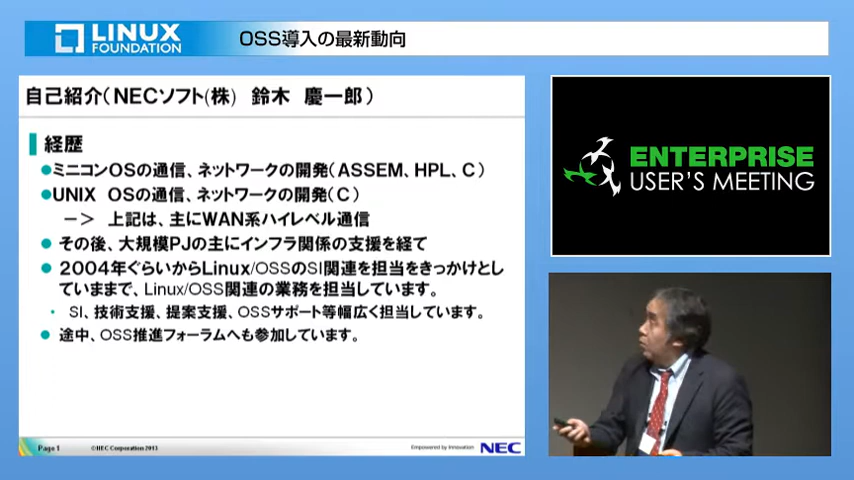 LINUX
FOUNDATION
OSS導入の最新動向
自己紹介（NECソフト(株)　鈴木　慶一郎）
経歴
●ミニコンOSの通信、ネットワークの開発（ASSEM、HPL、C）
●UNIX　OSの通信、ネットワークの開発（C）
ー＞　上記は、主にWAN系ハイレベル通信
● その後、大規模PJの主にインフラ関係の支援を経て
● 2004年ぐらいからLinux/OSSのSI関連を担当をきっかけとし
ていままで、Linux/OSS関連の業務を担当しています。
・ SI、技術支援、提案支援、OSSサポート等幅広く担当しています。
● 途中、OSS推進フォーラムへも参加しています。
Page 1
©NEC Corporation 2013
Empowered by Innovation
NEC
ENTERPRISE
USER'S MEETING